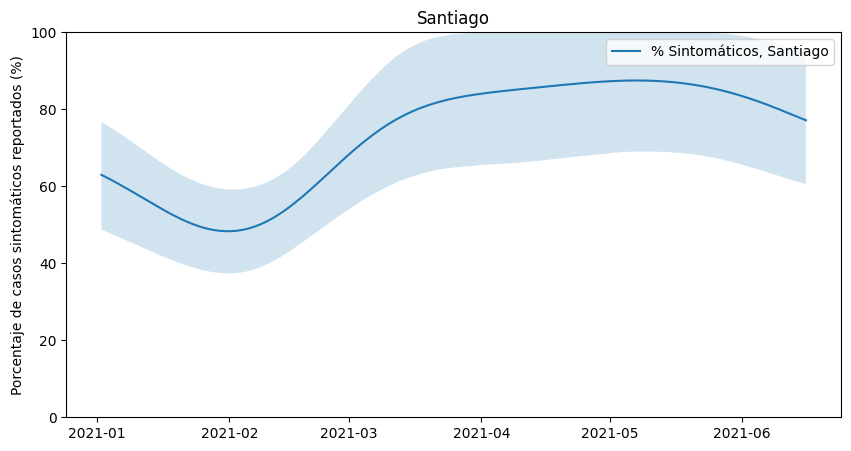 Santiago
% Sintomáticos, Santiago
Porcentaje de casos sintomáticos reportados (%)
100
80
60
40
20
0
2021-01 2021-02 2021-03 2021-04 2021-05 2021-06